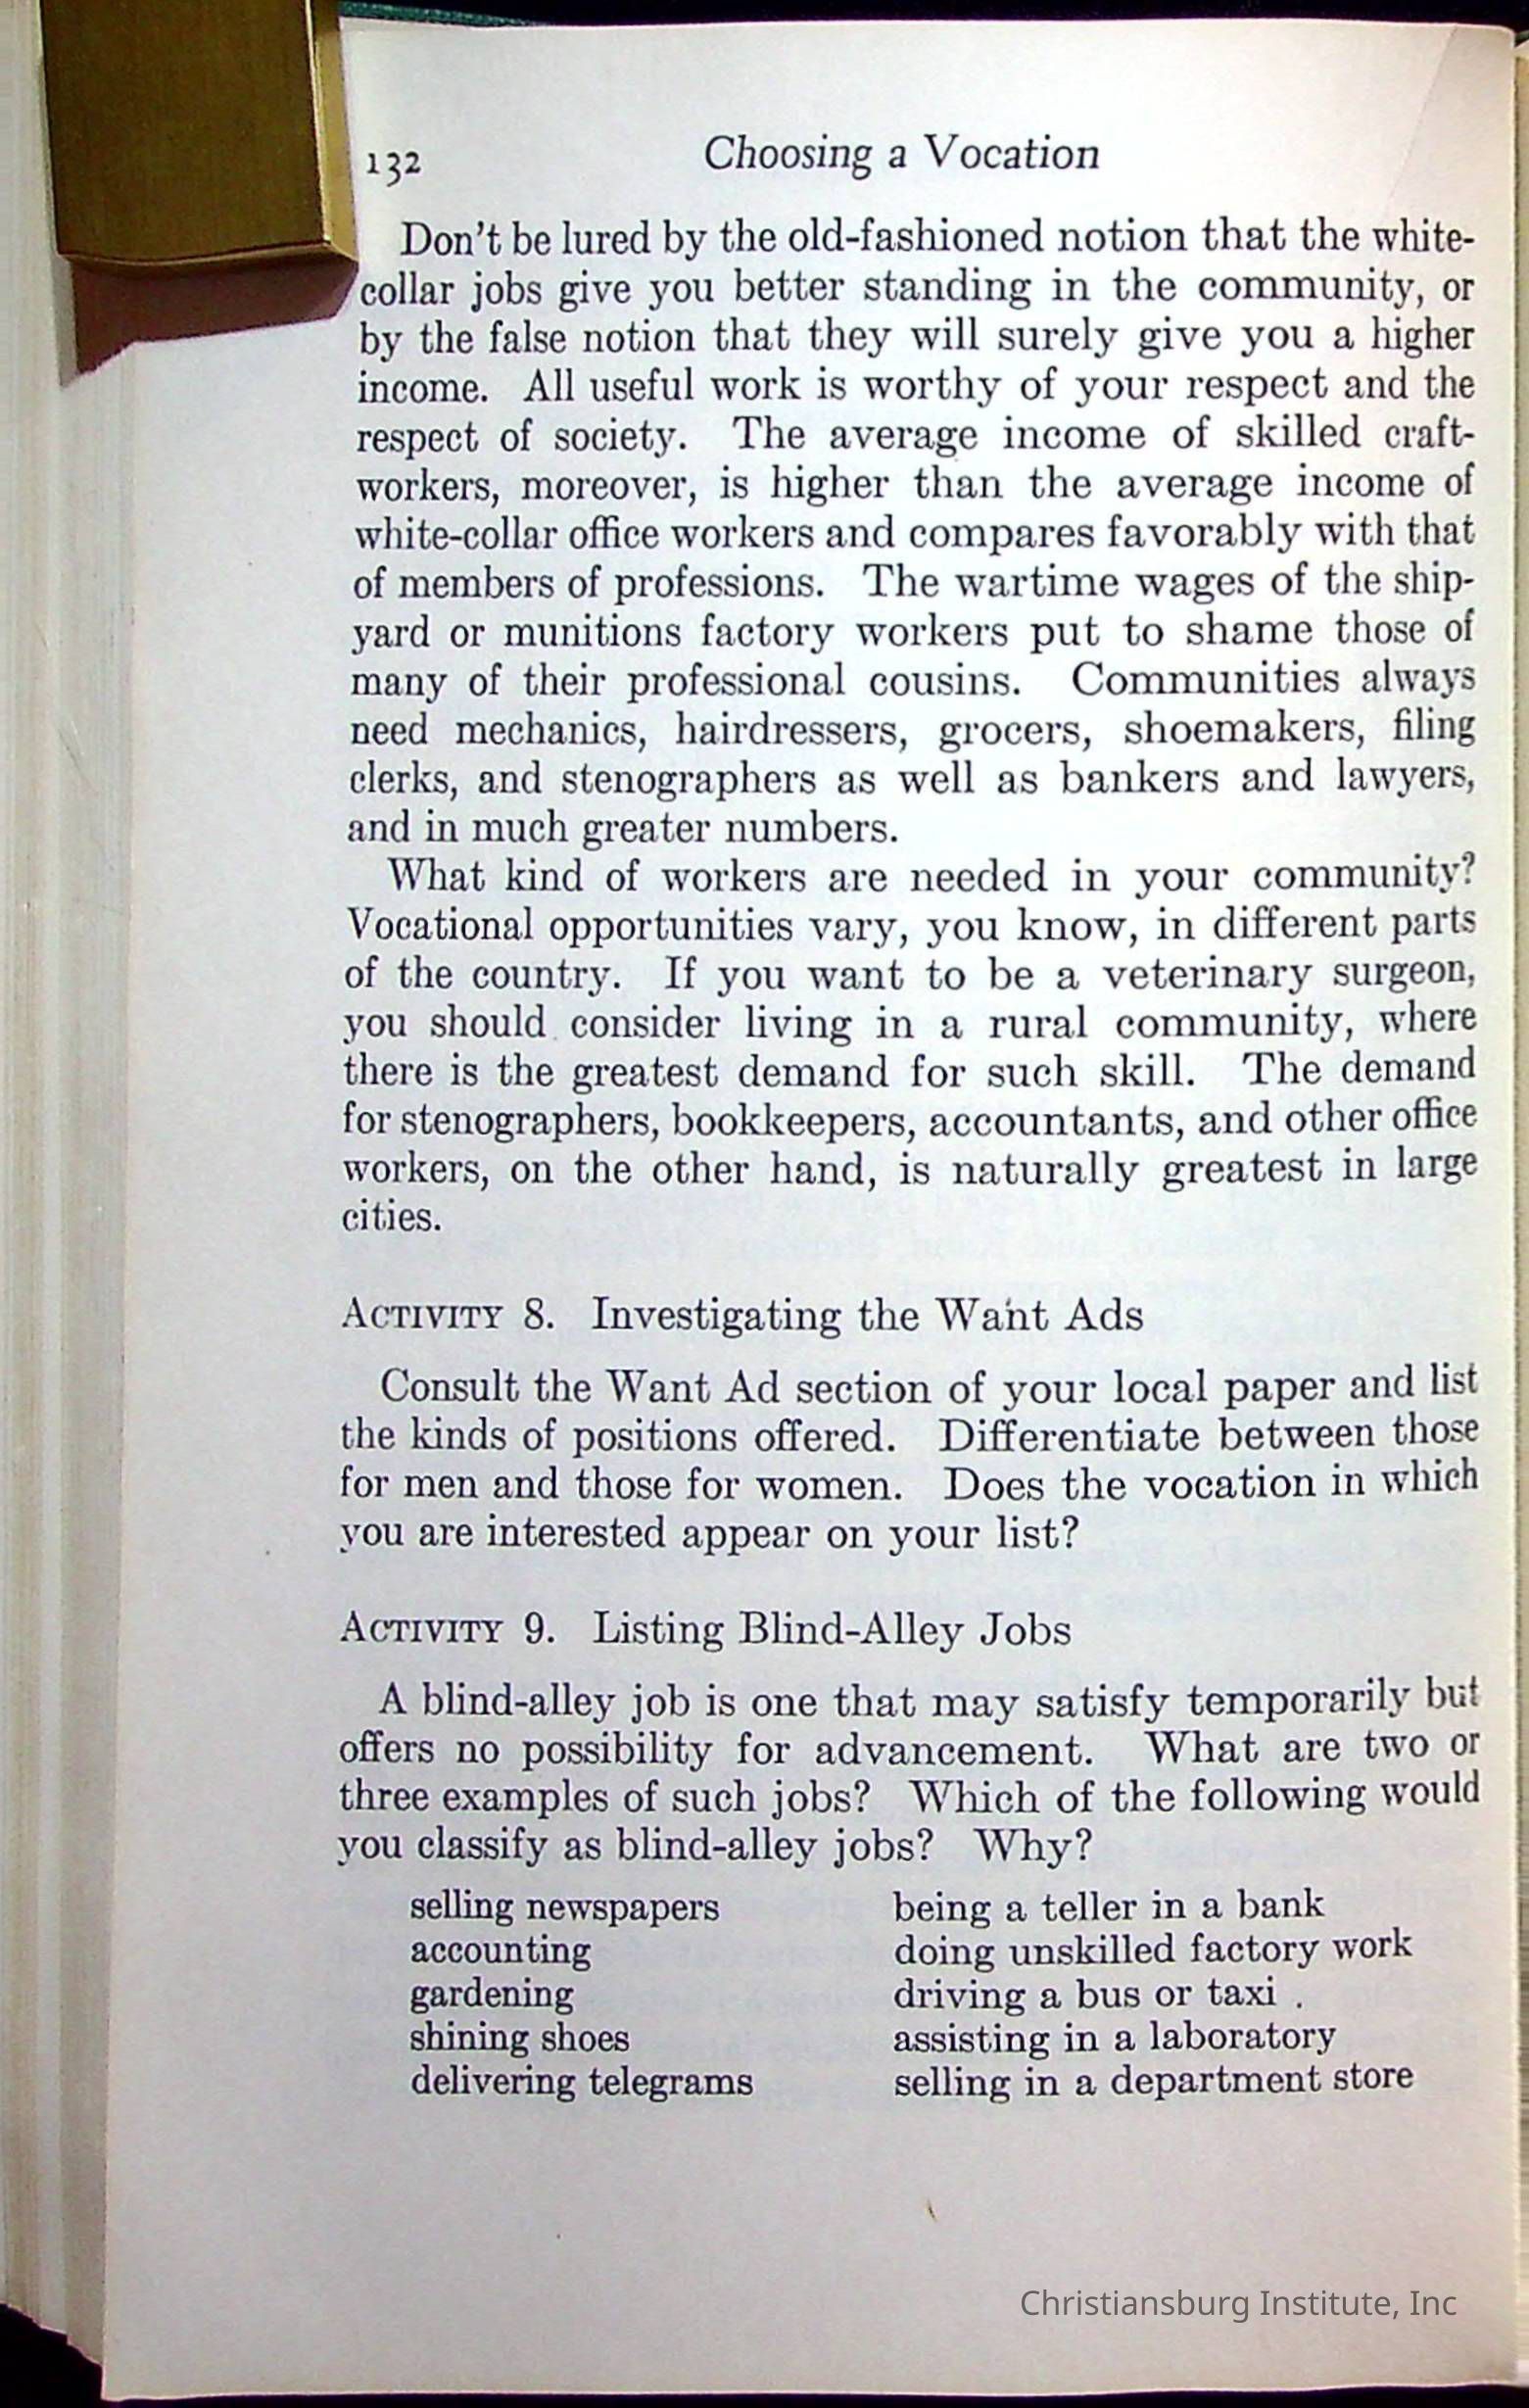 132
Choosing a Vocation
Don't be lured by the old-fashioned notion that the white-
collar jobs give you better standing in the community, or
by the false notion that they will surely give you a higher
income. All useful work is worthy of your respect and the
respect of society. The average income of skilled craft-
workers, moreover, is higher than the average income of
white-collar office workers and compares favorably with that
of members of professions. The wartime wages of the ship-
yard or munitions factory workers put to shame those of
many of their professional cousins. Communities always
need mechanics, hairdressers, grocers, shoemakers, filing
clerks, and stenographers as well as bankers and lawyers,
and in much greater numbers.
What kind of workers are needed in your community?
Vocational opportunities vary, you know, in different parts
of the country. If you want to be a veterinary surgeon,
you should consider living in a rural community, where
there is the greatest demand for such skill. The demand
for stenographers, bookkeepers, accountants, and other office
workers, on the other hand, is naturally greatest in large
cities.
ACTIVITY 8. Investigating the Want Ads
Consult the Want Ad section of your local paper and list
the kinds of positions offered. Differentiate between those
for men and those for women. Does the vocation in which
you are interested appear on your list?
ACTIVITY 9. Listing Blind-Alley Jobs
A blind-alley job is one that may satisfy temporarily but
offers no possibility for advancement. What are two or
three examples of such jobs? Which of the following would
you classify as blind-alley jobs? Why?
selling newspapers
accounting
gardening
shining shoes
delivering telegrams
being a teller in a bank
doing unskilled factory work
driving a bus or taxi .
assisting in a laboratory
selling in a department store
Christiansburg Institute, Inc